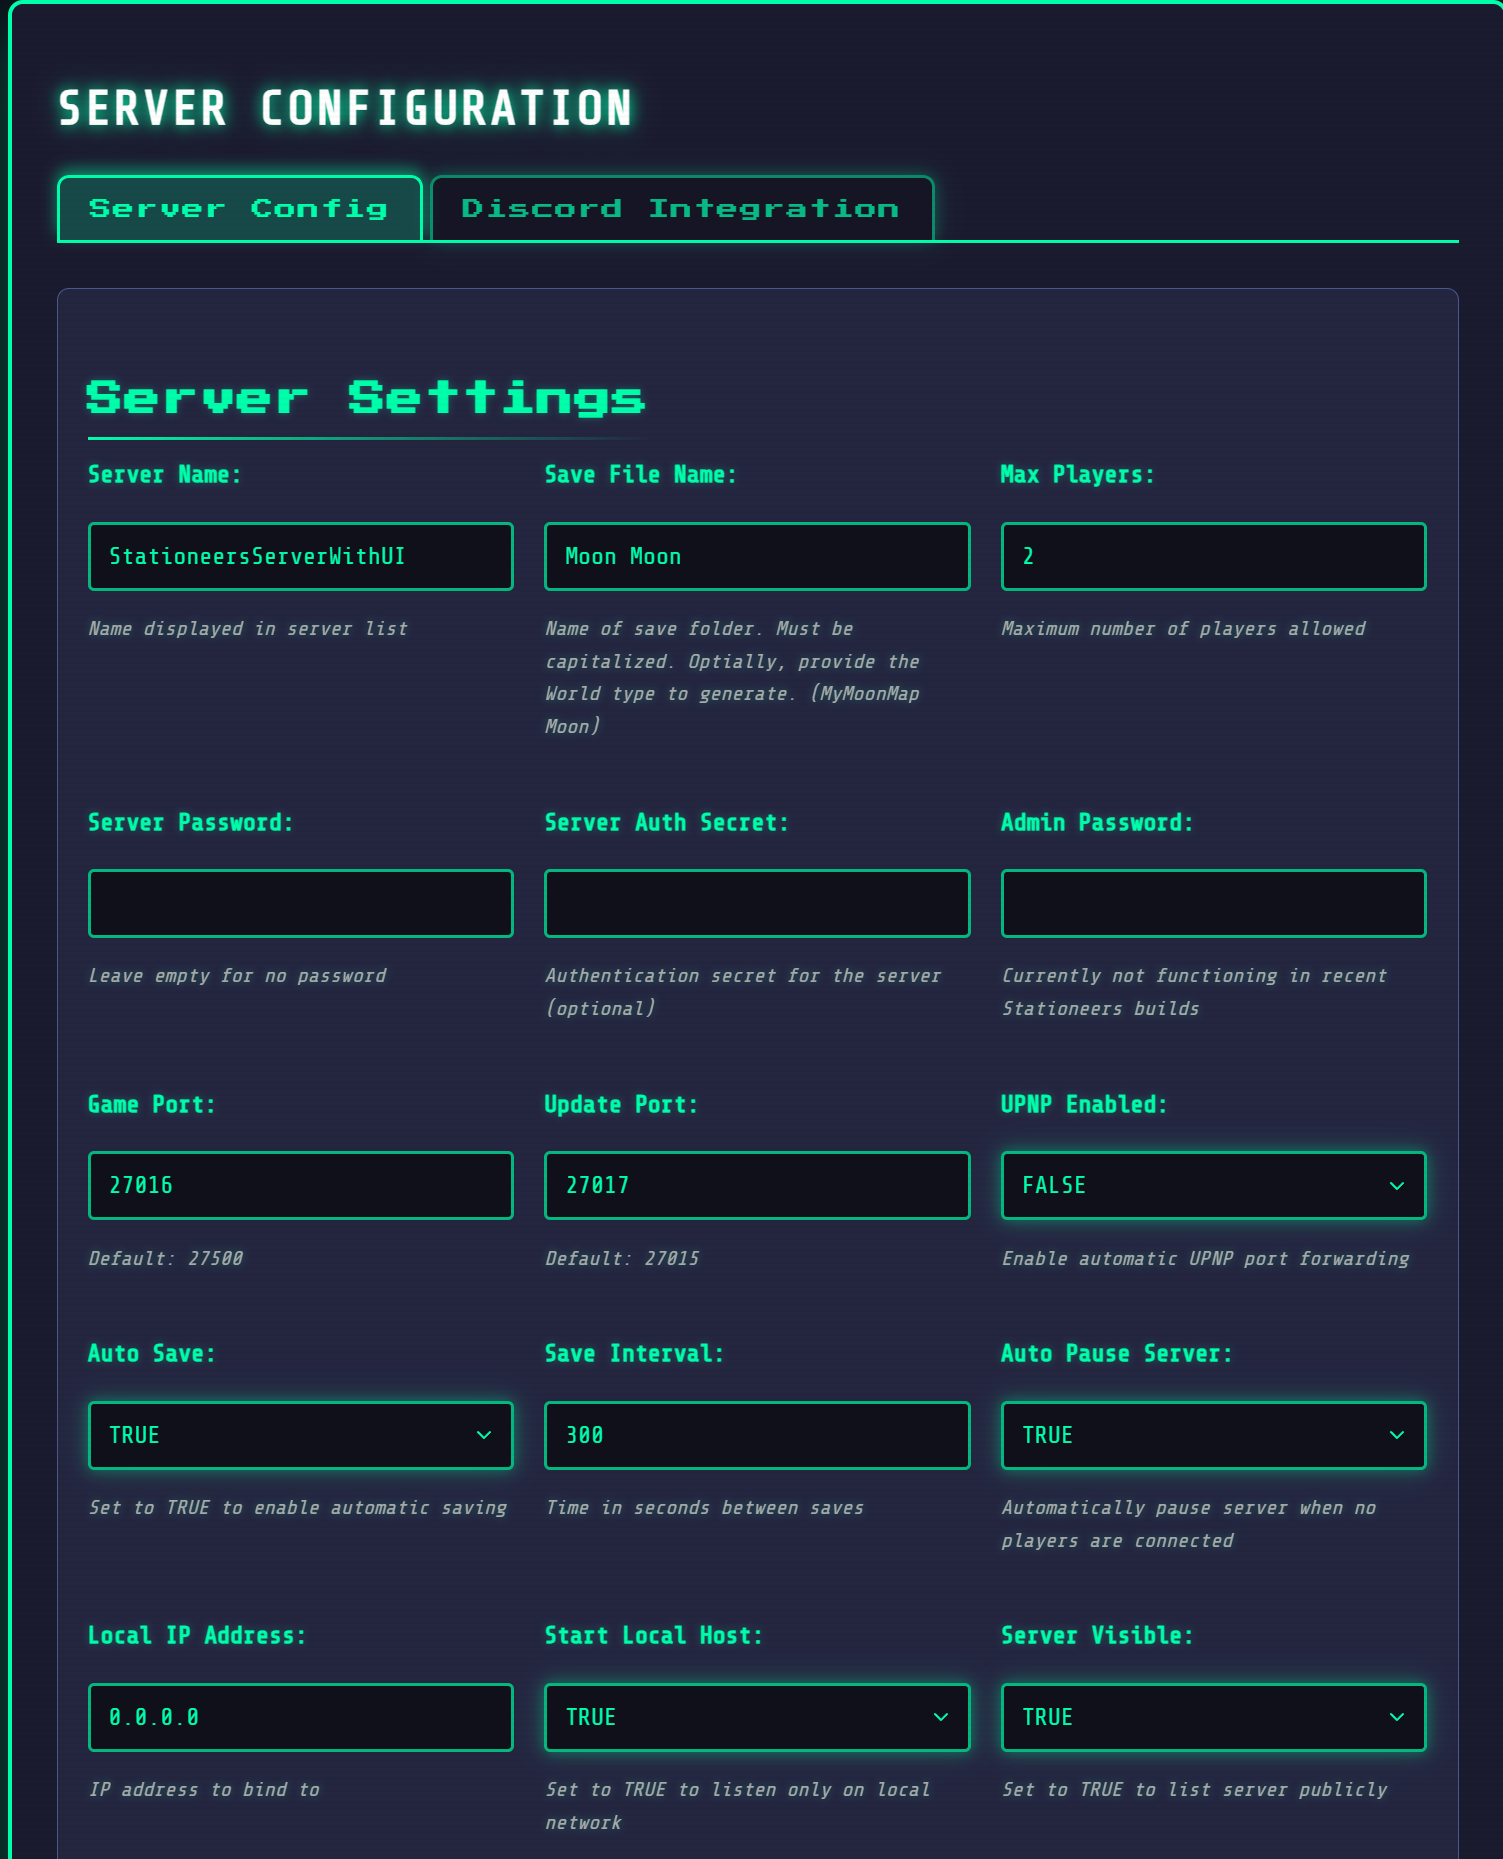 SERVER CONFIGURATION
Server Config
Discord Integration
Server Settings
Server Name:
StationeersServerWithUI
Name displayed in server list
Save File Name:
Moon Moon
Name of save folder. Must be
capitalized. Optially, provide the
World type to generate. (MyMoonMap
Moon)
Max Players:
2
Maximum number of players allowed
Server Password:
Leave empty for no password
Server Auth Secret:
Authentication secret for the server
(optional)
Admin Password:
Currently not functioning in recent
Stationeers builds
Game Port:
27016
Default: 27500
Update Port:
27017
Default: 27015
UPNP Enabled:
FALSE
Enable automatic UPNP port forwarding
Auto Save:
TRUE
Set to TRUE to enable automatic saving
Save Interval:
300
Time in seconds between saves
Auto Pause Server:
TRUE
Automatically pause server when no
players are connected
Local IP Address:
0.0.0.0
IP address to bind to
Start Local Host:
TRUE
Set to TRUE to listen only on local
network
Server Visible:
TRUE
Set to TRUE to list server publicly